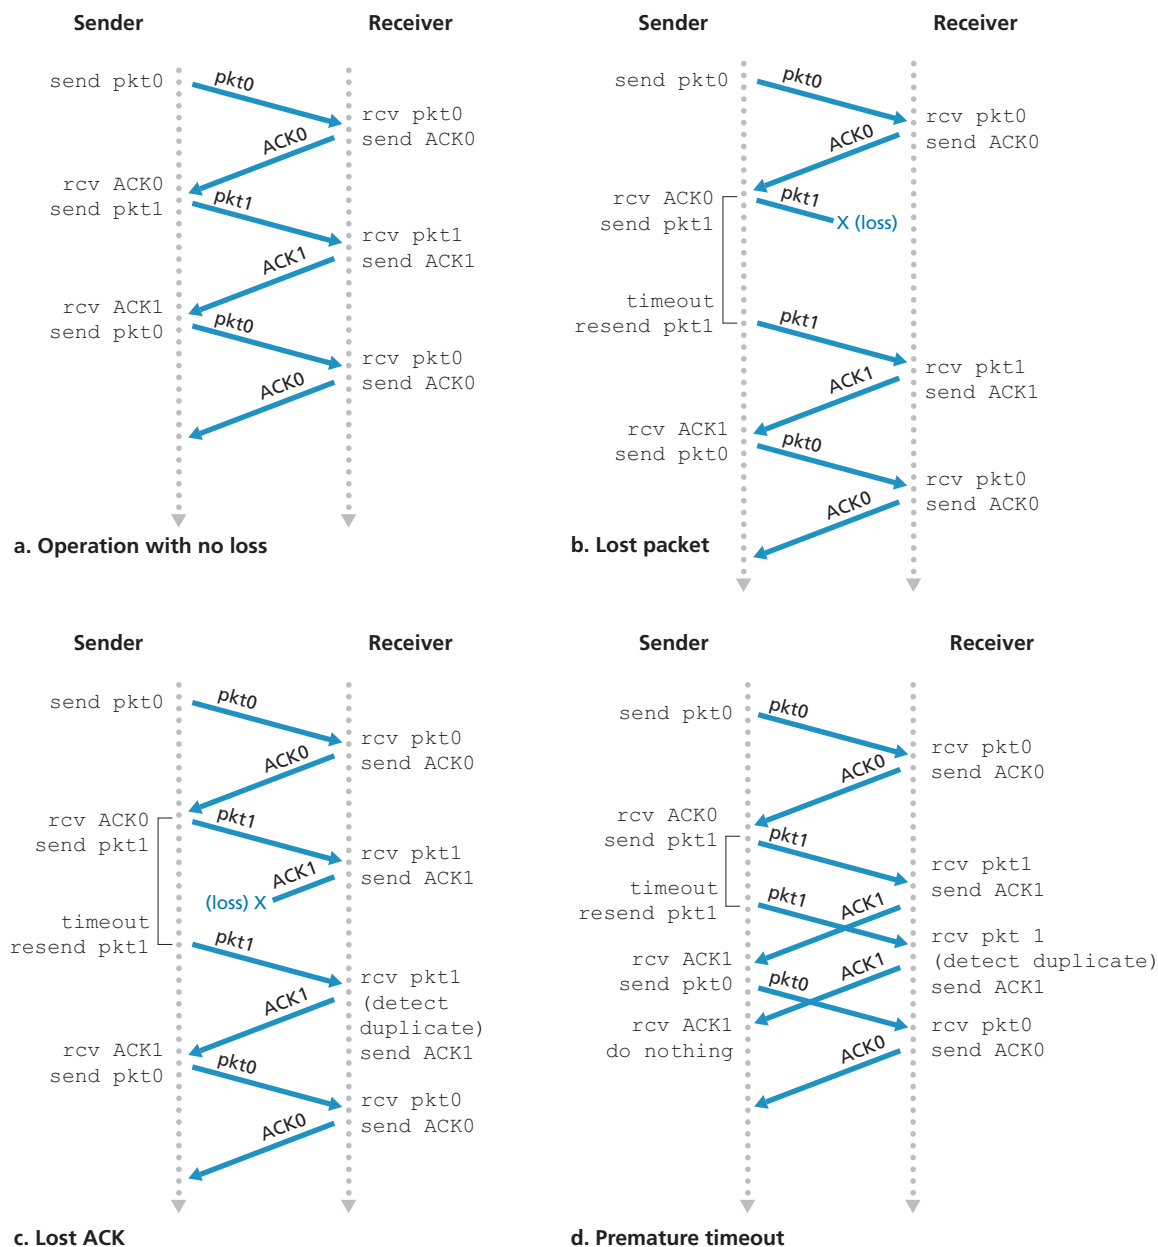 Sender
Receiver
send pkt0
pkt0
rcv pkt0
send ACK0
ACK0
rcv ACK0
send pkt1
pkt1
rcv pkt1
send ACK1
ACK1
rcv ACK1
send pkt0
pkt0
rcv pkt0
send ACK0
ACK0
a. Operation with no loss
Sender
Receiver
send pkt0
pkt0
rcv pkt0
send ACK0
ACK0
rcv ACK0
send pkt1
pkt1
X (loss)
timeout
resend pkt1
pkt1
rcv pkt1
send ACK1
ACK1
rcv ACK1
send pkt0
pkt0
rcv pkt0
send ACK0
ACK0
b. Lost packet
Sender
Receiver
send pkt0
pkt0
rcv pkt0
send ACK0
ACK0
rcv ACK0
send pkt1
pkt1
rcv pkt1
send ACK1
ACK1
(loss) X
timeout
resend pkt1
pkt1
rcv pkt1
(detect
duplicate)
send ACK1
ACK1
rcv ACK1
send pkt0
pkt0
rcv pkt0
send ACK0
ACK0
c. Lost ACK
Sender
Receiver
send pkt0
pkt0
rcv pkt0
send ACK0
ACK0
rcv ACK0
send pkt1
pkt1
rcv pkt1
send ACK1
timeout
resend pkt1
pkt1
ACK1
rcv pkt 1
(detect duplicate)
send ACK1
rcv ACK1
send pkt0
pkt0
ACK1
rcv ACK1
do nothing
rcv pkt0
send ACK0
ACK0
d. Premature timeout